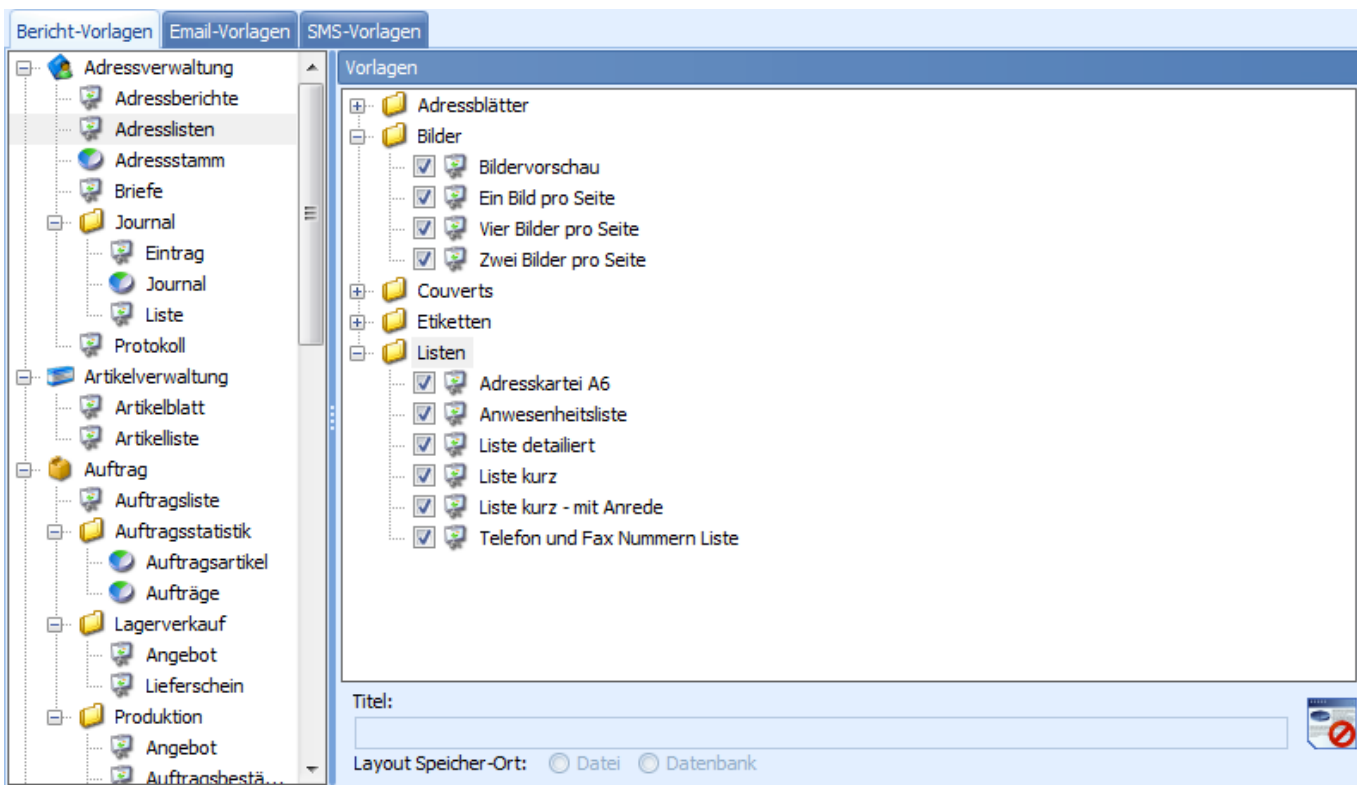 Bericht-Vorlagen Email-Vorlagen SMS-Vorlagen
Adressverwaltung
Adressberichte
Adresslisten
Adressstamm
Briefe
Journal
Eintrag
Journal
Liste
Protokoll
Artikelverwaltung
Artikelblatt
Artikelliste
Auftrag
Auftragsliste
Auftragsstatistik
Auftragsartikel
Aufträge
Lagerverkauf
Angebot
Lieferschein
Produktion
Angebot
Auftragsbestä...
Vorlagen
Adressblätter
Bilder
Bildervorschau
Ein Bild pro Seite
Vier Bilder pro Seite
Zwei Bilder pro Seite
Couverts
Etiketten
Listen
Adresskartei A6
Anwesenheitsliste
Liste detailiert
Liste kurz
Liste kurz - mit Anrede
Telefon und Fax Nummern Liste
Titel:
Layout Speicher-Ort: Datei Datenbank